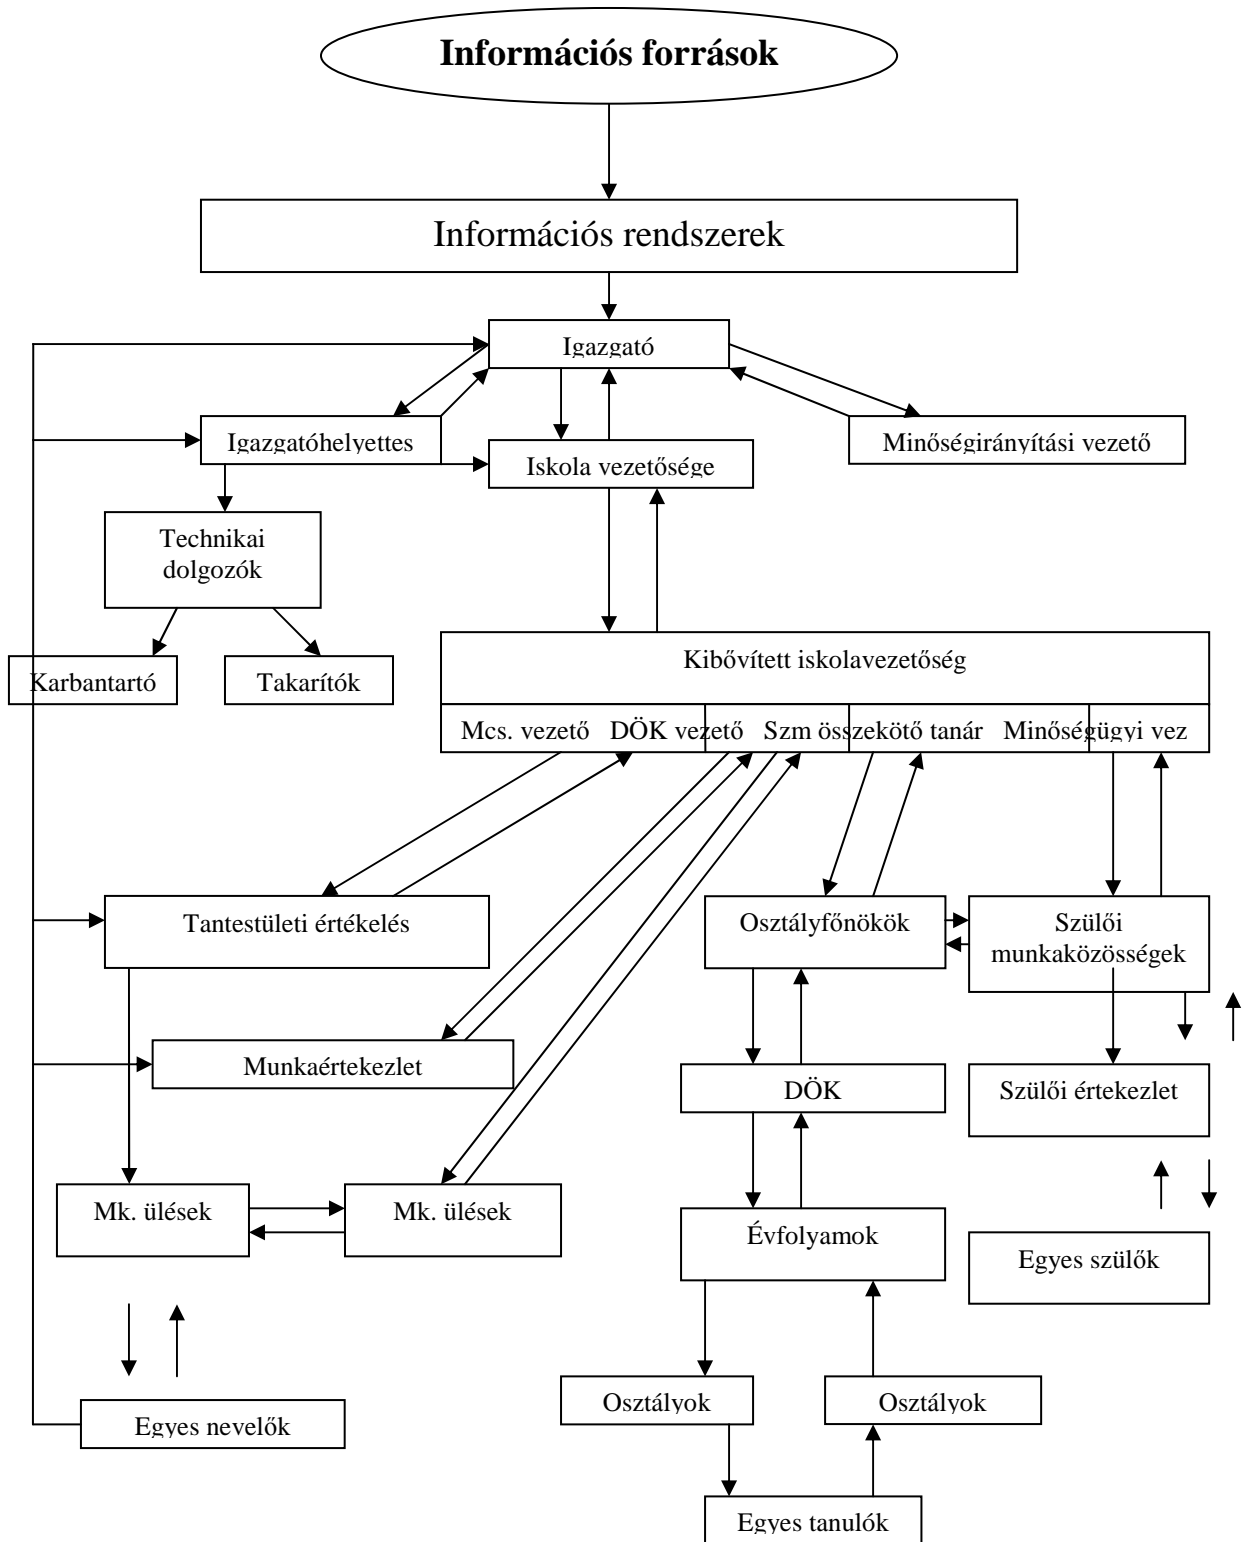 Információs források
Információs rendszerek
Igazgató
Igazgatóhelyettes
Iskola vezetősége
Minőségirányítási vezető
Technikai
dolgozók
Karbantartó
Takarítók
Kibővített iskolavezetőség
Mcs. vezető DÖK vezető Szm összekötő tanár Minőségügyi vez
Tantestületi értékelés
Osztályfőnökök
Szülői
munkaközösségek
Munkaértekezlet
DÖK
Szülői értekezlet
Mk. ülések
Mk. ülések
Évfolyamok
Egyes szülők
Osztályok
Osztályok
Egyes nevelők
Egyes tanulók